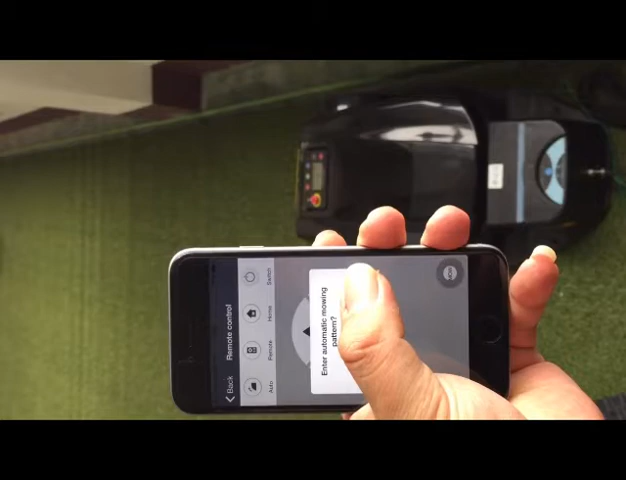 Back Remote control
Auto Remote Home Switch
Enter automatic mowing
pattern?